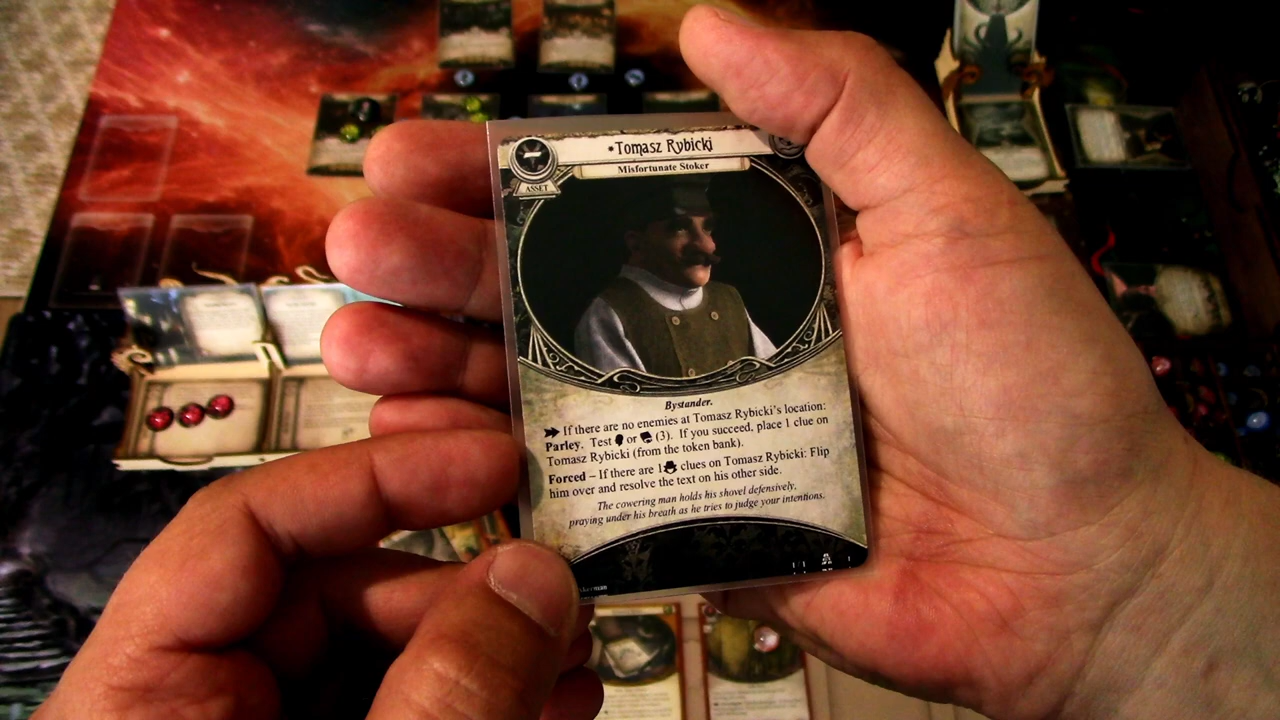 Tomasz Rybicki
Misfortunate Stoker
ASSET
Bystander.
If there are no enemies at Tomasz Rybicki's location:
Parley. Test or (3). If you succeed, place 1 clue on
Tomasz Rybicki (from the token bank).
Forced – If there are 1 clues on Tomasz Rybicki: Flip
him over and resolve the text on his other side.
The cowering man holds his shovel defensively,
praying under his breath as he tries to judge your intentions.